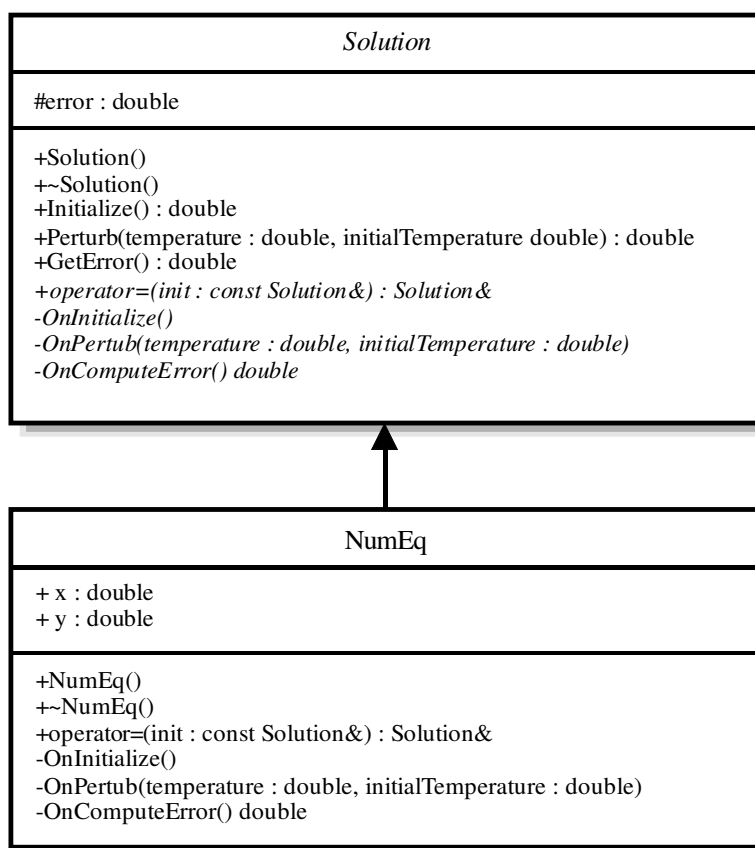 Solution
#error : double
+Solution()
+~Solution()
+Initialize() : double
+Perturb(temperature : double, initialTemperature double) : double
+GetError() : double
+operator=(init : const Solution&) : Solution&
-OnInitialize()
-OnPertub(temperature : double, initialTemperature : double)
-OnComputeError() double
NumEq
+ x : double
+ y : double
+NumEq()
+~NumEq()
+operator=(init : const Solution&) : Solution&
-OnInitialize()
-OnPertub(temperature : double, initialTemperature : double)
-OnComputeError() double